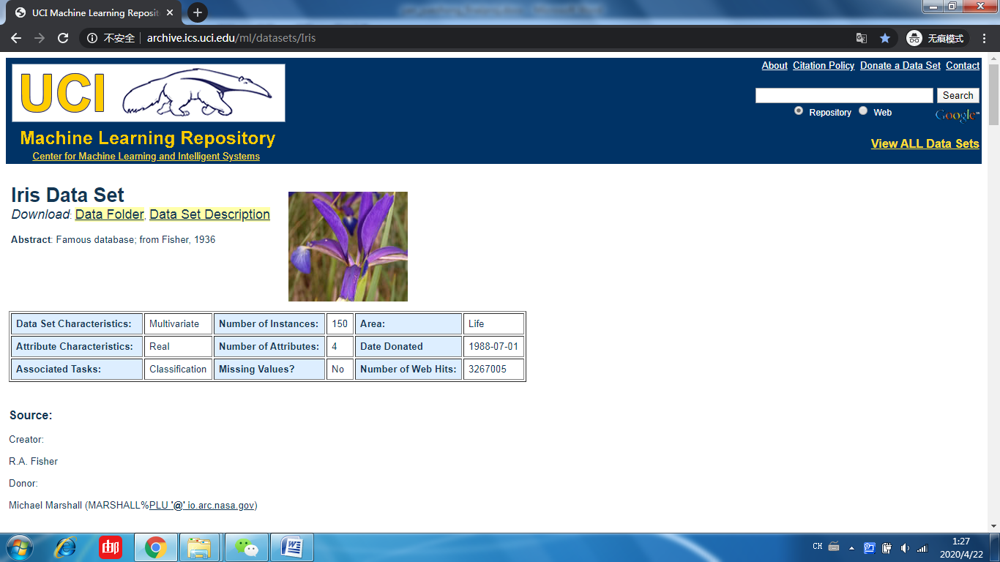 UCI Machine Learning Reposit
不安全 archive.ics.uci.edu/ml/datasets/Iris 无痕模式
About Citation Policy Donate a Data Set Contact
UCI
Search
Repository Web Google™
Machine Learning Repository
View ALL Data Sets
Center for Machine Learning and Intelligent Systems
Iris Data Set
Download: Data Folder, Data Set Description
Abstract: Famous database; from Fisher, 1936
Data Set Characteristics: Multivariate Number of Instances: 150 Area: Life
Attribute Characteristics: Real Number of Attributes: 4 Date Donated 1988-07-01
Associated Tasks: Classification Missing Values? No Number of Web Hits: 3267005
Source:
Creator:
R.A. Fisher
Donor:
Michael Marshall (MARSHALL%PLU '@' io.arc.nasa.gov)
CH 1:27
2020/4/22